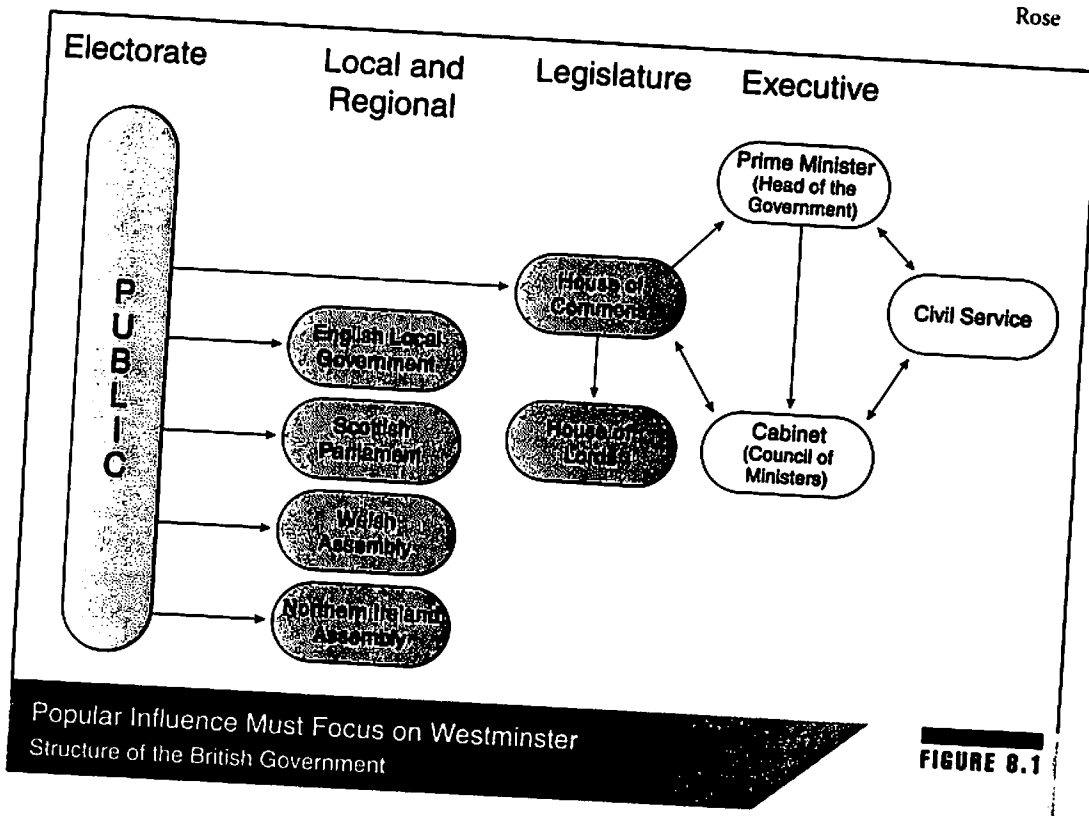 Rose
Electorate
Local and
Regional
Legislature
Executive
PUBLIC
English Local
Government
Scottish
Parliament
Welsh
Assembly
Northern Ireland
Assembly
House of
Commons
House of
Lords
Prime Minister
(Head of the
Government)
Civil Service
Cabinet
(Council of
Ministers)
Popular Influence Must Focus on Westminster
Structure of the British Government
FIGURE 8.1